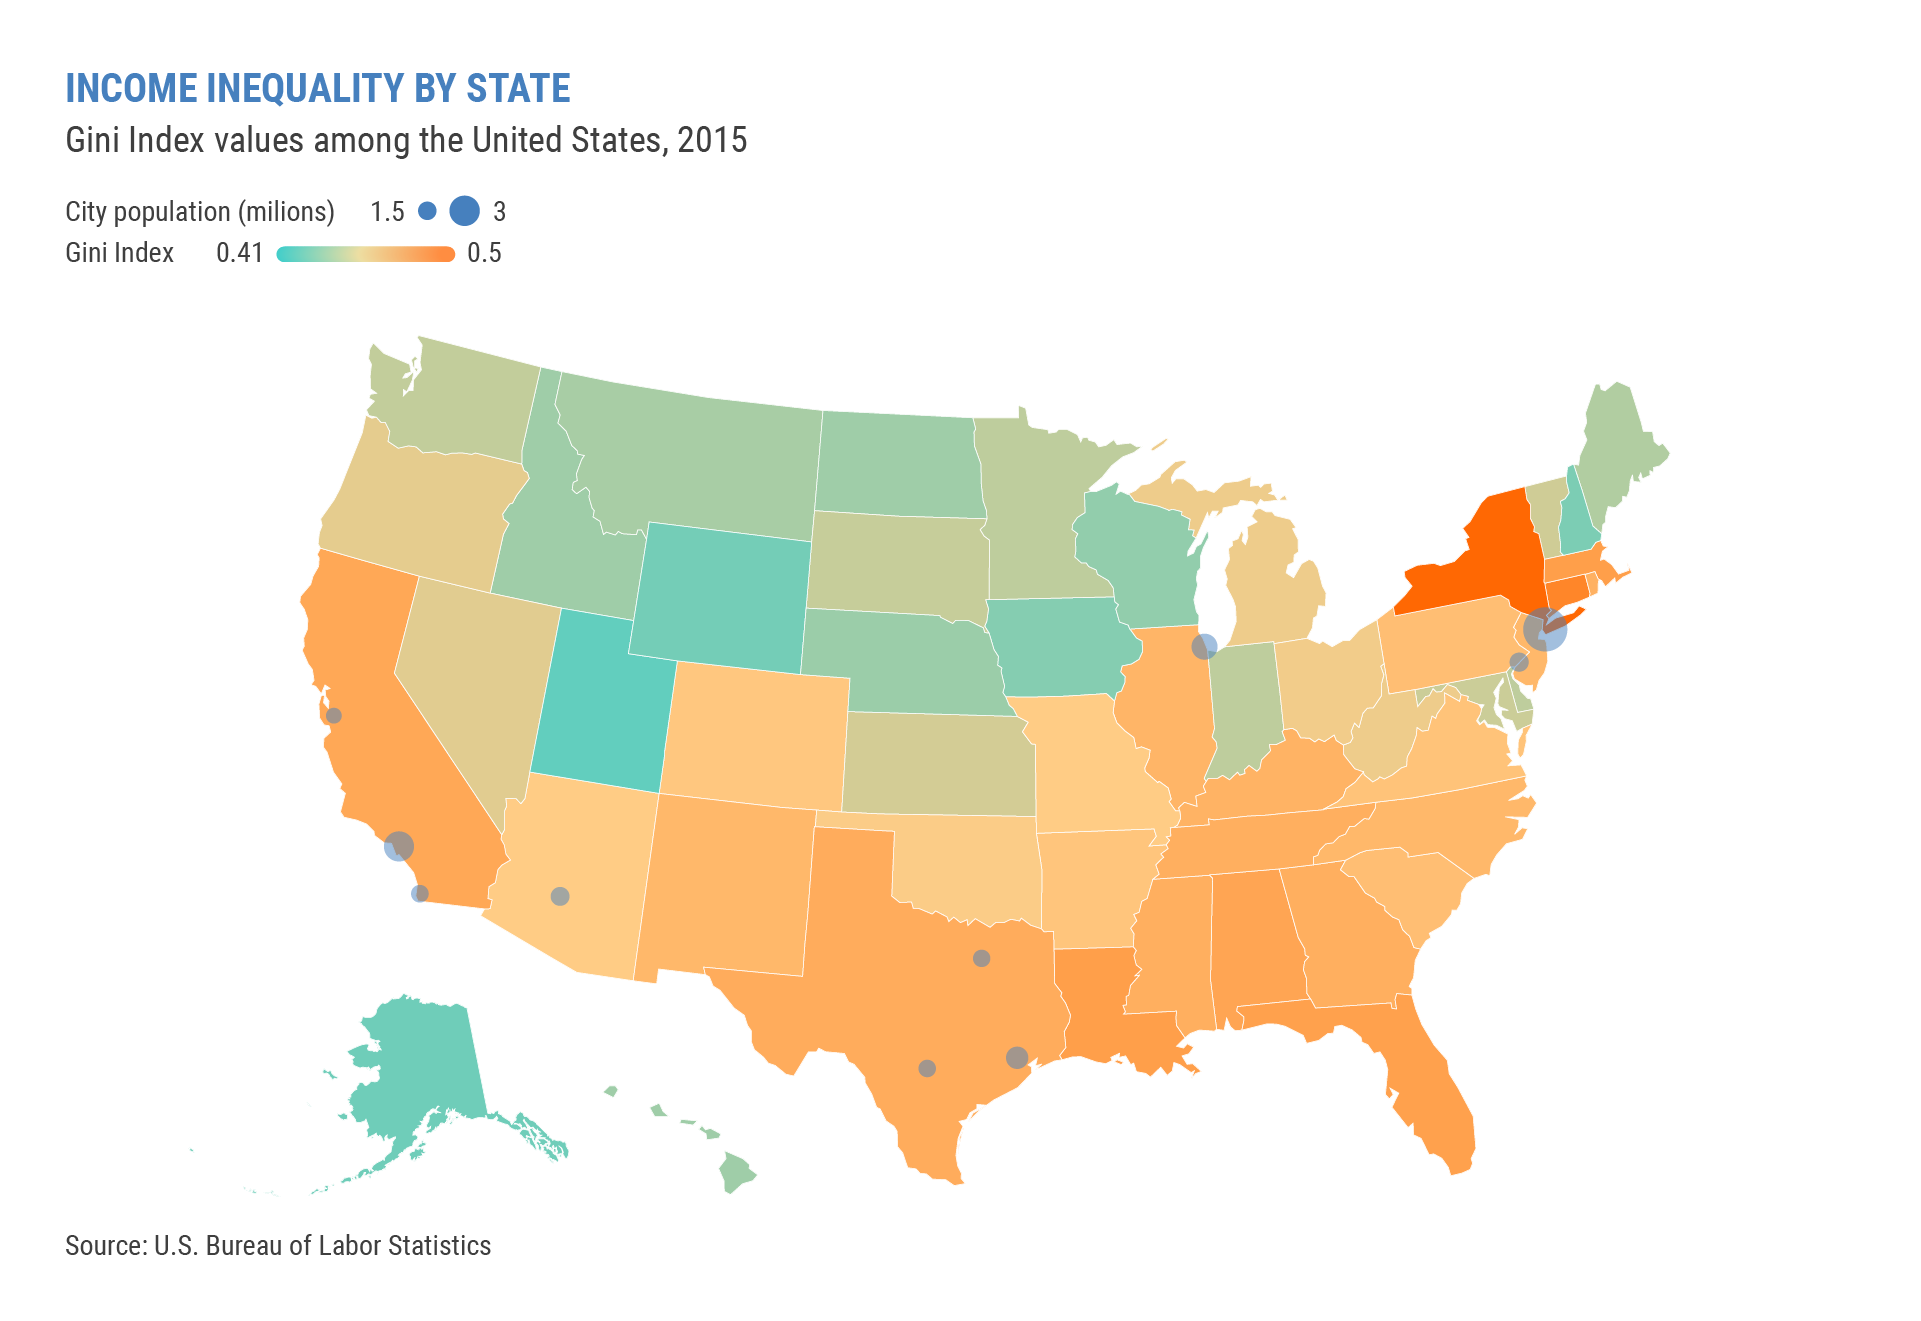 INCOME INEQUALITY BY STATE
Gini Index values among the United States, 2015
City population (milions) 1.5 3
Gini Index 0.41 0.5
Source: U.S. Bureau of Labor Statistics